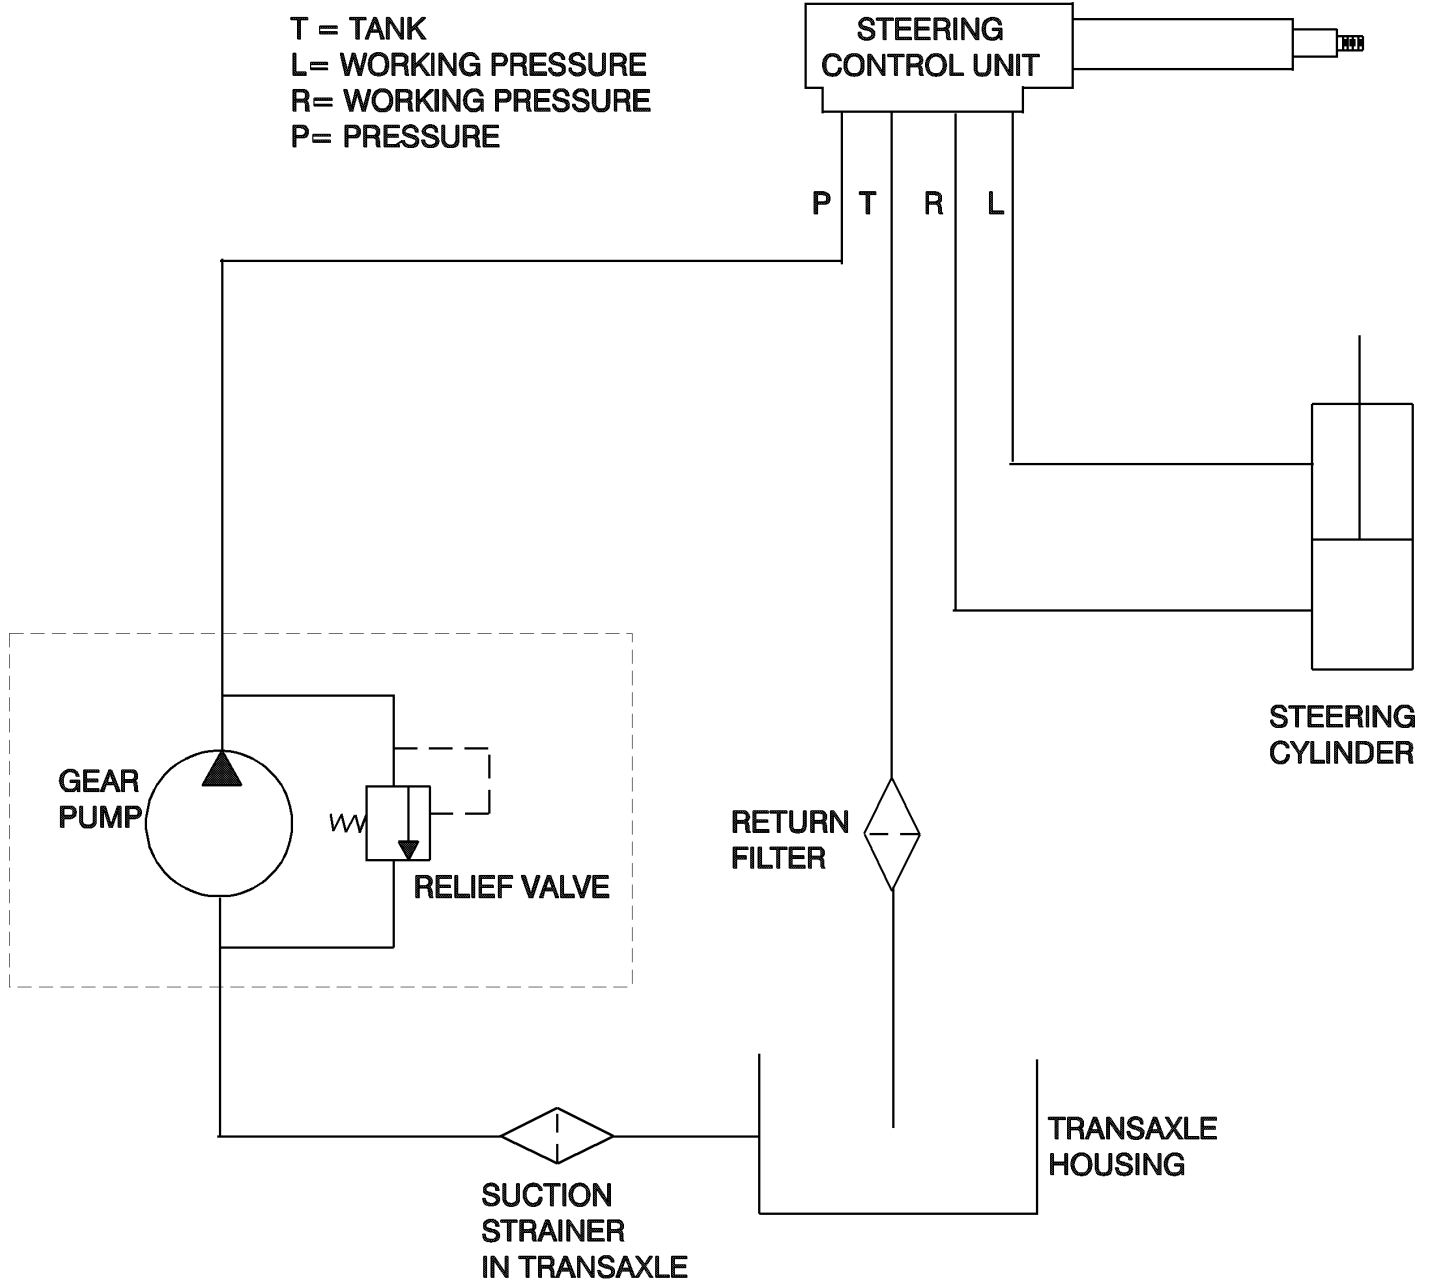 T = TANK
L= WORKING PRESSURE
R= WORKING PRESSURE
P= PRESSURE
STEERING
CONTROL UNIT
P T R L
STEERING
CYLINDER
GEAR
PUMP
RELIEF VALVE
RETURN
FILTER
TRANSAXLE
HOUSING
SUCTION
STRAINER
IN TRANSAXLE